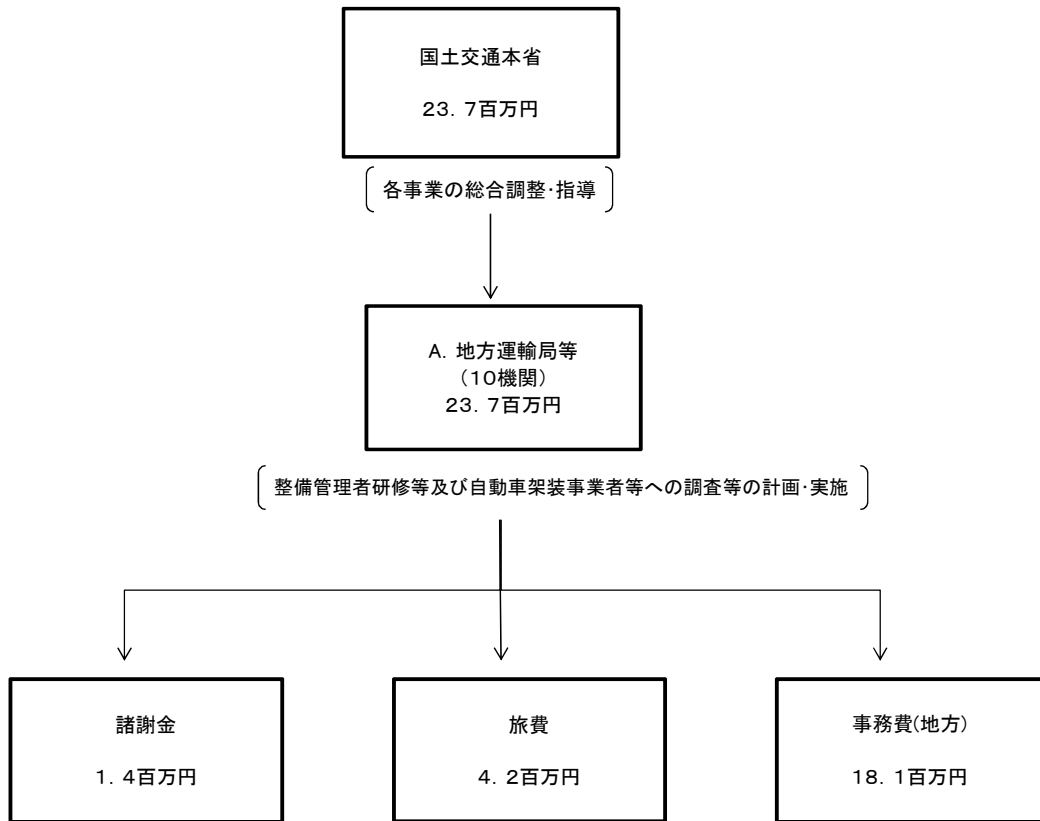 国土交通本省
２３．７百万円
各事業の総合調整・指導
A．地方運輸局等
（１０機関）
２３．７百万円
整備管理者研修等及び自動車架装事業者等への調査等の計画・実施
諸謝金
１．４百万円
旅費
４．２百万円
事務費(地方)
１８．１百万円